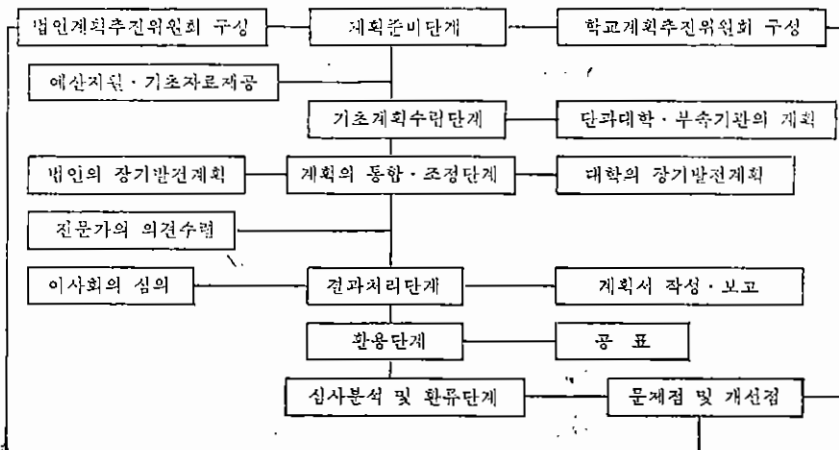 법인계획추진위원회 구성 계획준비단계 학교계획추진위원회 구성
예산지원·기초자료제공
기초계획수립단계 단과대학·부속기관의 계획
법인의 장기발전계획 계획의 통합·조정단계 대학의 장기발전계획
전문가의 의견수렴
이사회의 심의 결과처리단계 계획서 작성·보고
활용단계 공 표
심사분석 및 환류단계 문제점 및 개선점